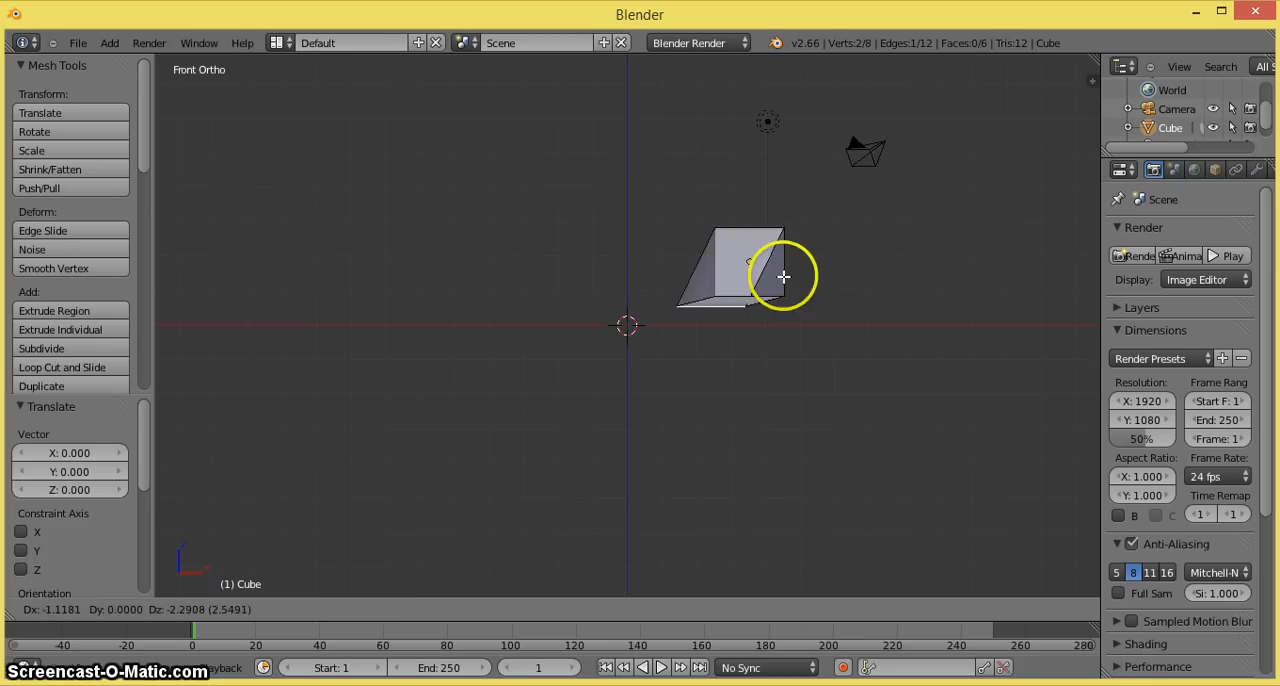 Blender
File Add Render Window Help Default Scene Blender Render v2.66 | Verts:2/8 | Edges:1/12 | Faces:0/6 | Tris:12 | Cube
Mesh Tools
Transform:
Translate
Rotate
Scale
Shrink/Fatten
Push/Pull
Deform:
Edge Slide
Noise
Smooth Vertex
Add:
Extrude Region
Extrude Individual
Subdivide
Loop Cut and Slide
Duplicate
Translate
Vector
X: 0.000
Y: 0.000
Z: 0.000
Constraint Axis
X
Y
Z
Orientation
Front Ortho
(1) Cube
Dx: -1.1181 Dy: 0.0000 Dz: -2.2908 (2.5491)
View Search All S
World
Camera
Cube
Scene
Render
Rende Anima Play
Display: Image Editor
Layers
Dimensions
Render Presets
Resolution: Frame Rang
X: 1920 Start F: 1
Y: 1080 End: 250
50% Frame: 1
Aspect Ratio: Frame Rate:
X: 1.000 24 fps
Y: 1.000 Time Remap
B C 1 1
Anti-Aliasing
5 8 11 16 Mitchell-N
Full Sam Si: 1.000
Sampled Motion Blur
Shading
Performance
-40 -20 0 20 40 60 80 100 120 140 160 180 200 220 240 260 280
Playback Start: 1 End: 250 1 No Sync
Screencast-O-Matic.com